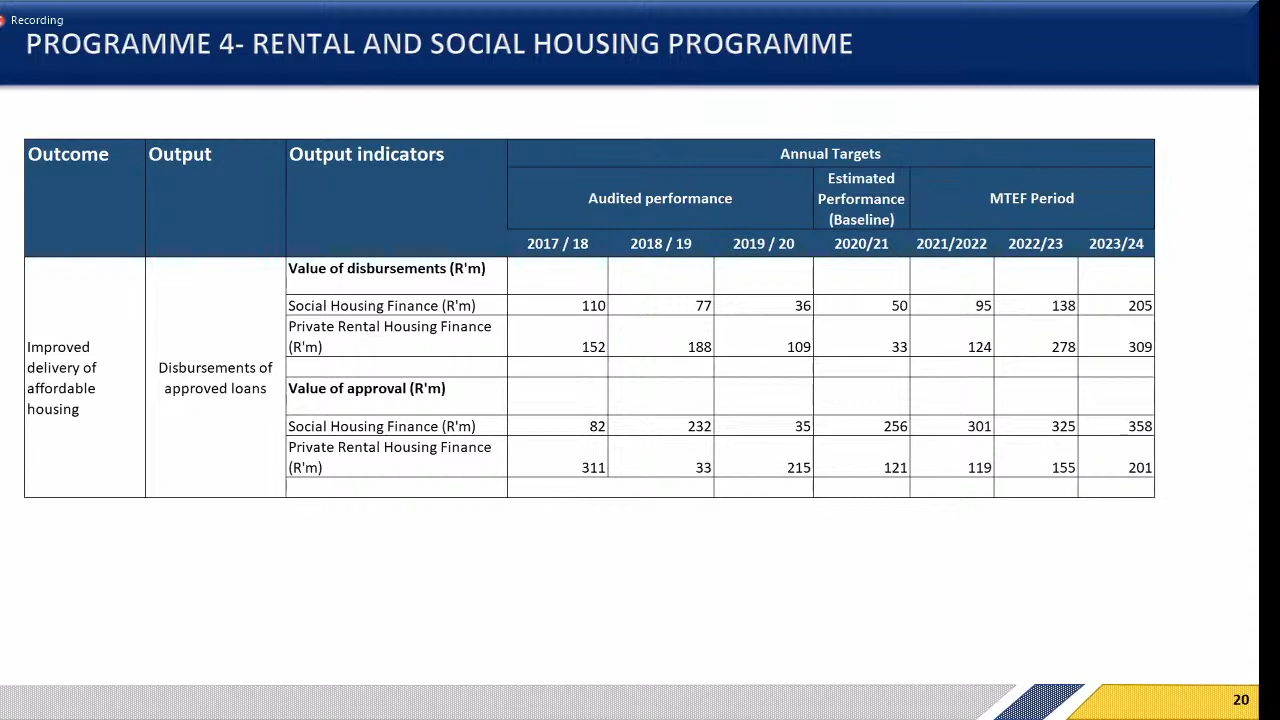 Recording
PROGRAMME 4- RENTAL AND SOCIAL HOUSING PROGRAMME
Outcome Output Output indicators Annual Targets
Audited performance Estimated Performance (Baseline) MTEF Period
2017 / 18 2018 / 19 2019 / 20 2020/21 2021/2022 2022/23 2023/24
Improved delivery of affordable housing
Disbursements of approved loans
Value of disbursements (R'm)
Social Housing Finance (R'm) 110 77 36 50 95 138 205
Private Rental Housing Finance
(R'm) 152 188 109 33 124 278 309
Value of approval (R'm)
Social Housing Finance (R'm) 82 232 35 256 301 325 358
Private Rental Housing Finance
(R'm) 311 33 215 121 119 155 201
20